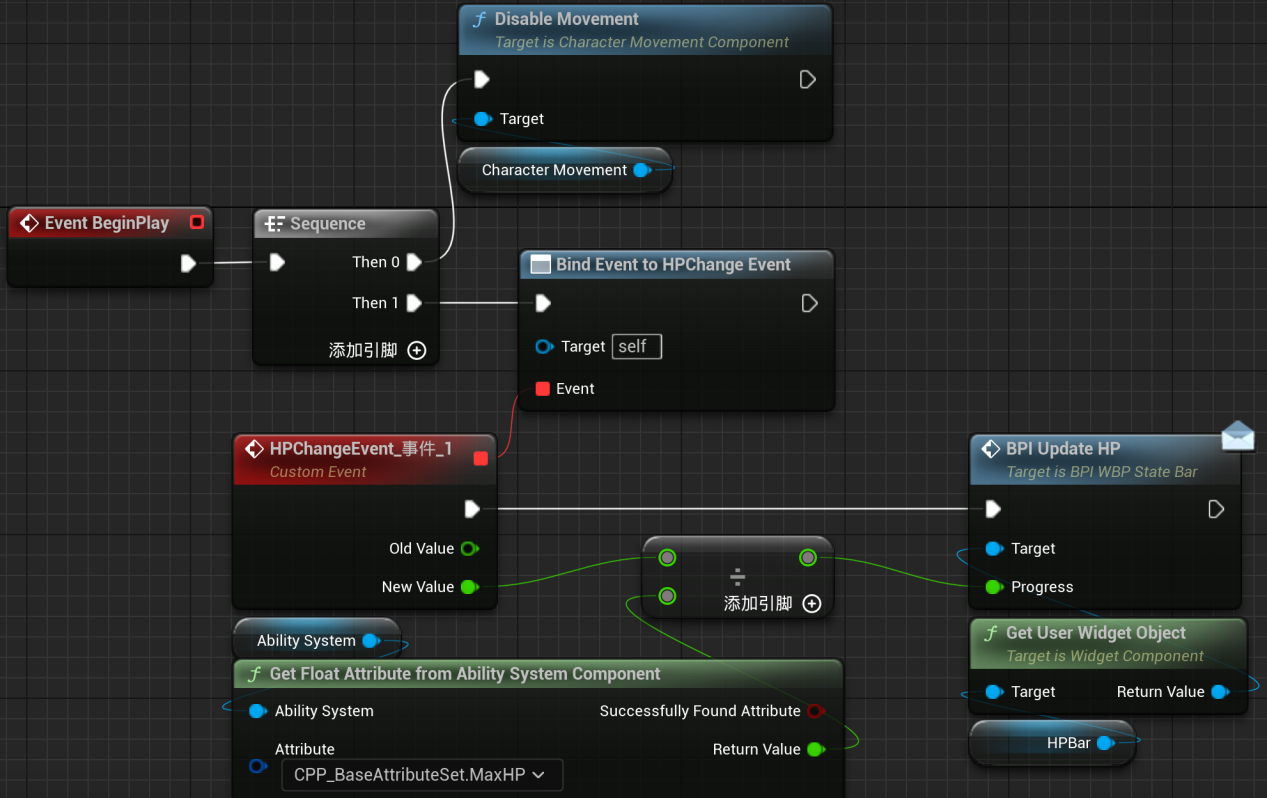 Disable Movement
Target is Character Movement Component
Target
Character Movement
Event BeginPlay
Sequence
Then 0
Then 1
添加引脚
Bind Event to HPChange Event
Target self
Event
HPChangeEvent_事件_1
Custom Event
Old Value
New Value
添加引脚
BPI Update HP
Target is BPI WBP State Bar
Target
Progress
Ability System
f Get Float Attribute from Ability System Component
Ability System
Successfully Found Attribute
Attribute
Return Value
CPP_BaseAttributeSet.MaxHP
Get User Widget Object
Target is Widget Component
Target
Return Value
HPBar